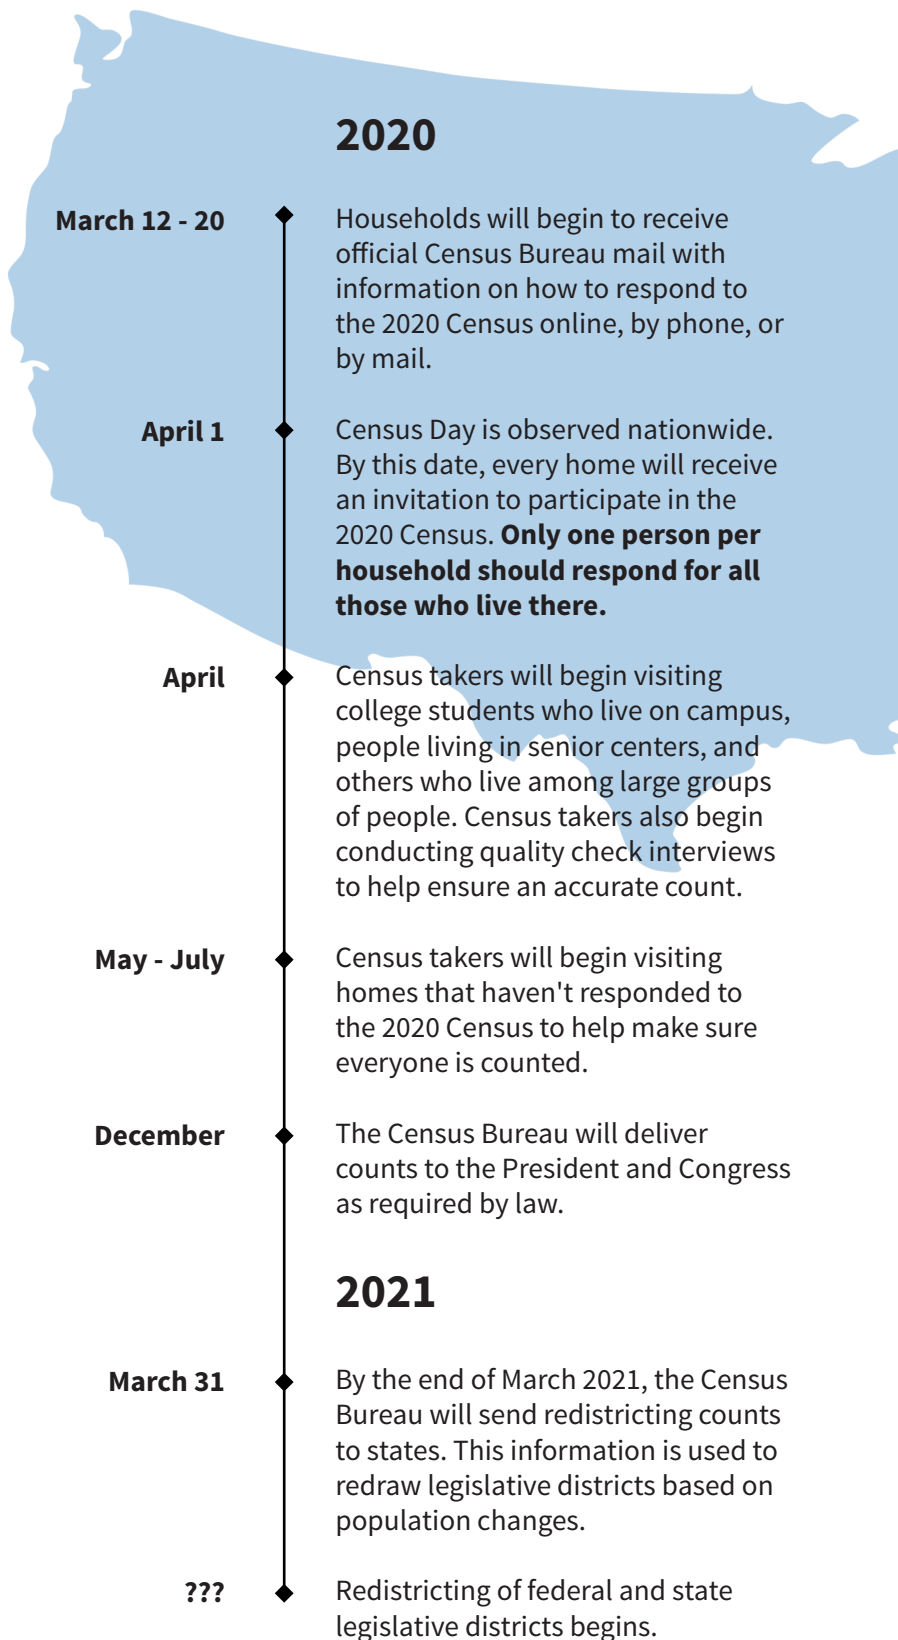 2020
March 12 - 20
Households will begin to receive
official Census Bureau mail with
information on how to respond to
the 2020 Census online, by phone, or
by mail.
April 1
Census Day is observed nationwide.
By this date, every home will receive
an invitation to participate in the
2020 Census. Only one person per
household should respond for all
those who live there.
April
Census takers will begin visiting
college students who live on campus,
people living in senior centers, and
others who live among large groups
of people. Census takers also begin
conducting quality check interviews
to help ensure an accurate count.
May - July
Census takers will begin visiting
homes that haven't responded to
the 2020 Census to help make sure
everyone is counted.
December
The Census Bureau will deliver
counts to the President and Congress
as required by law.
2021
March 31
By the end of March 2021, the Census
Bureau will send redistricting counts
to states. This information is used to
redraw legislative districts based on
population changes.
???
Redistricting of federal and state
legislative districts begins.